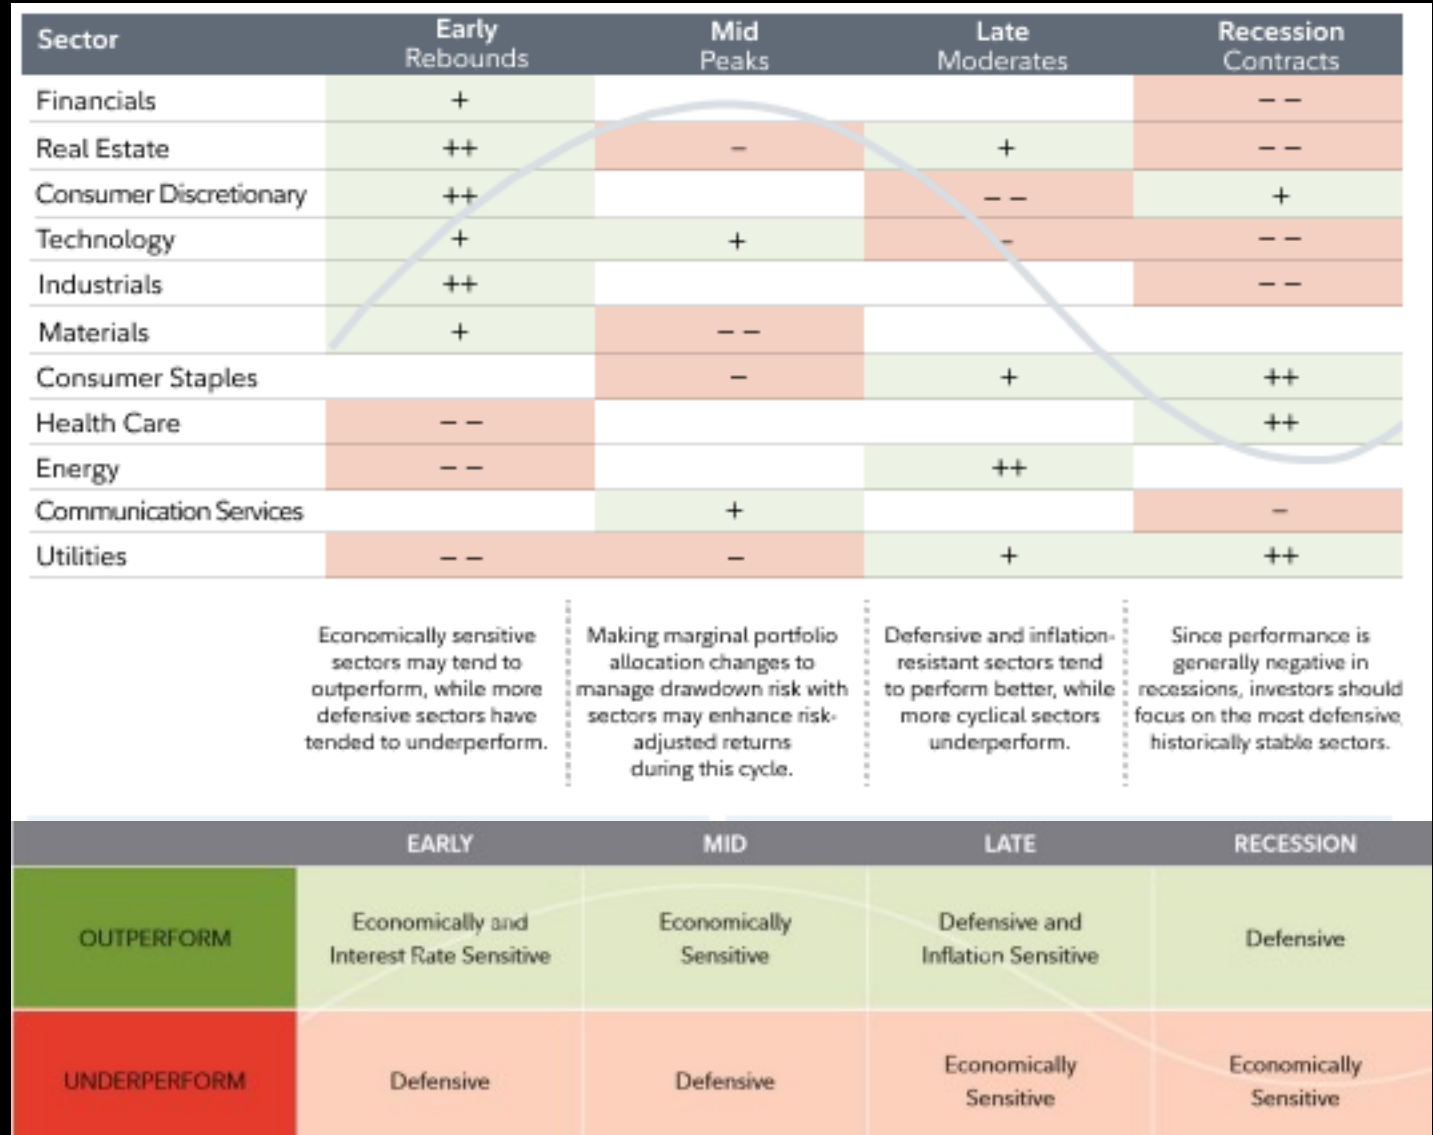 Sector Early Mid Late Recession
Rebounds Peaks Moderates Contracts
Financials + – –
Real Estate ++ – + – –
Consumer Discretionary ++ – – +
Technology + + – – –
Industrials ++ – –
Materials + – –
Consumer Staples – + ++
Health Care – – ++
Energy – – ++
Communication Services + –
Utilities – – – + ++
Economically sensitive
sectors may tend to
outperform, while more
defensive sectors have
tended to underperform.
Making marginal portfolio
allocation changes to
manage drawdown risk with
sectors may enhance risk-
adjusted returns
during this cycle.
Defensive and inflation-
resistant sectors tend
to perform better, while
more cyclical sectors
underperform.
Since performance is
generally negative in
recessions, investors should
focus on the most defensive,
historically stable sectors.
EARLY MID LATE RECESSION
OUTPERFORM
Economically and
Interest Rate Sensitive
Economically
Sensitive
Defensive and
Inflation Sensitive
Defensive
UNDERPERFORM
Defensive
Defensive
Economically
Sensitive
Economically
Sensitive